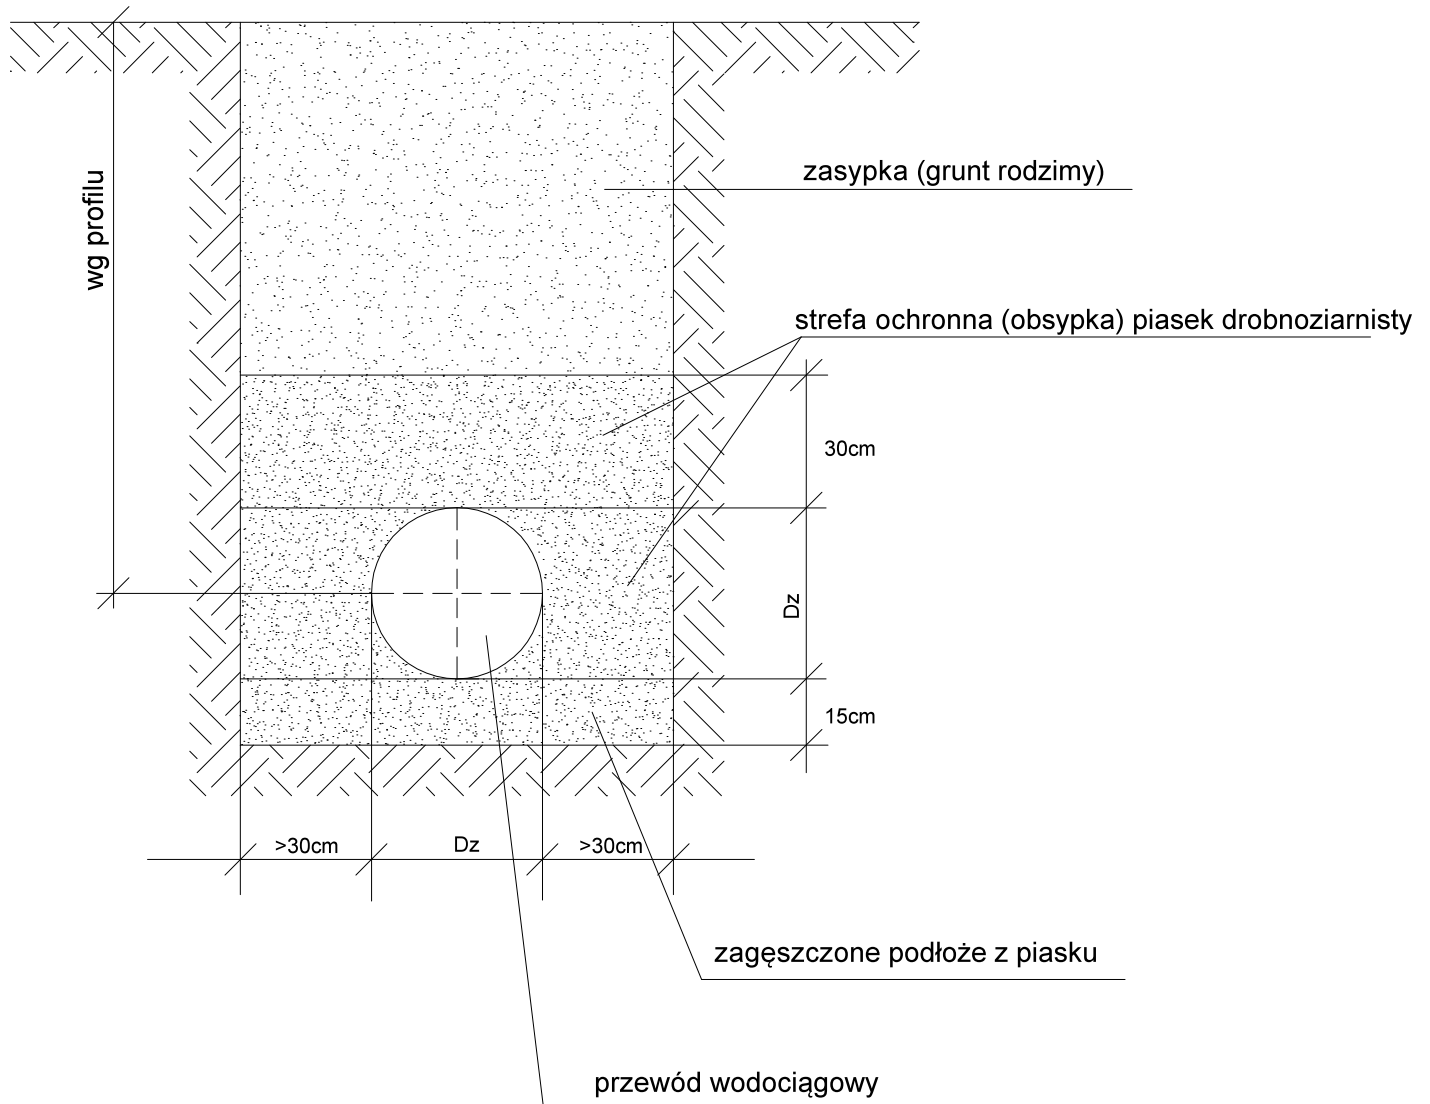 zasypka (grunt rodzimy)
wg profilu
strefa ochronna (obsypka) piasek drobnoziarnisty
30cm
Dz
15cm
>30cm
Dz
>30cm
zagęszczone podłoże z piasku
przewód wodociągowy